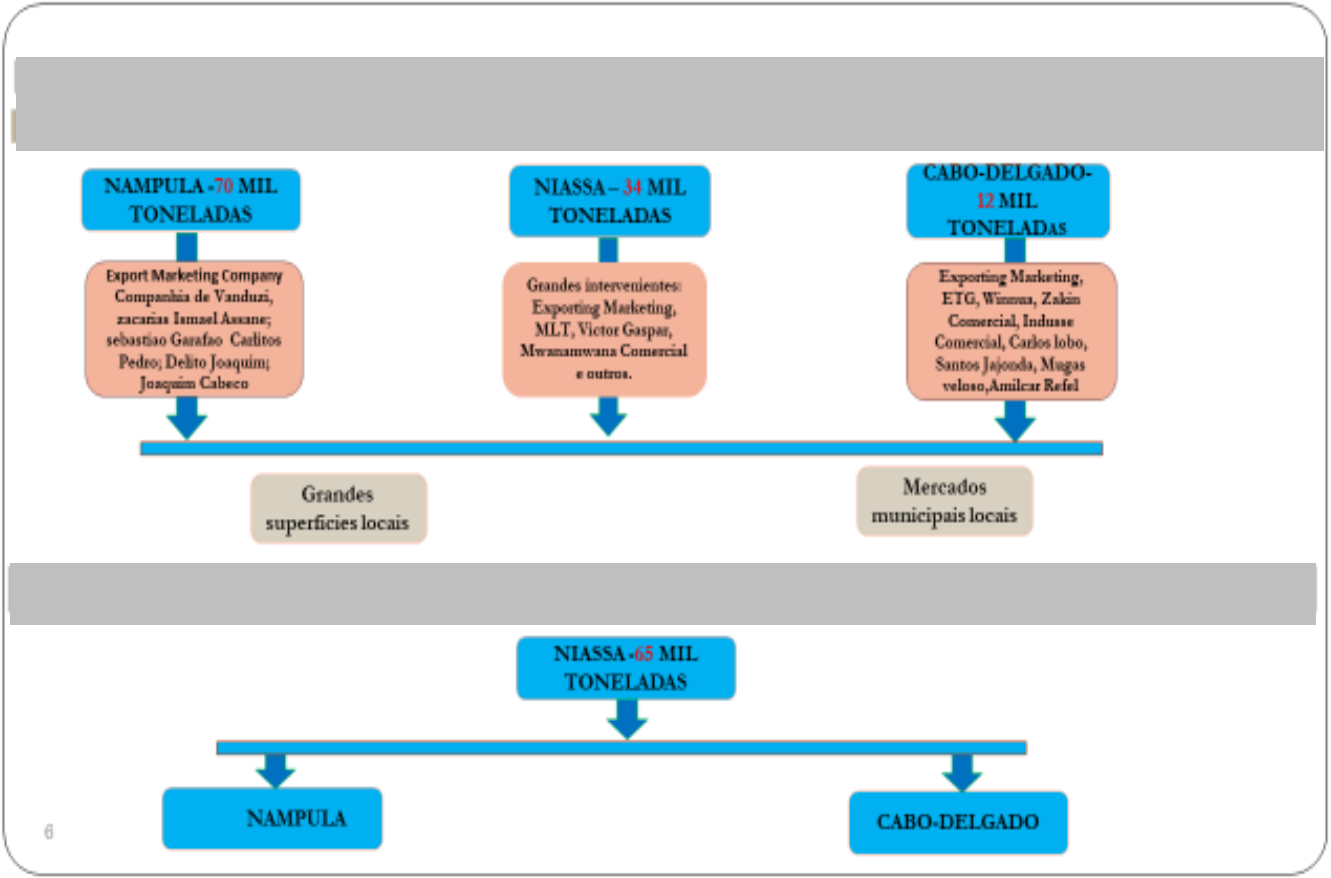 NAMPULA -70 MIL
TONELADAS
NIASSA – 34 MIL
TONELADAS
CABO-DELGADO-
12 MIL
TONELADAS
Export Marketing Company
Companhia de Vanduzi,
zacarias Ismael Assane;
sebastiao Garafao Carlitos
Pedro; Delito Joaquim;
Joaquim Cabeco
Grandes intervenientes:
Exporting Marketing,
MLT, Victor Gaspar,
Mwanamwana Comercial
e outros.
Exporting Marketing,
ETG, Winnua, Zakin
Comercial, Indusse
Comercial, Carlos lobo,
Santos Jajonda, Mugas
veloso,Amilcar Refel
Grandes
superficies locais
Mercados
municipais locais
NIASSA -65 MIL
TONELADAS
NAMPULA
CABO-DELGADO
6